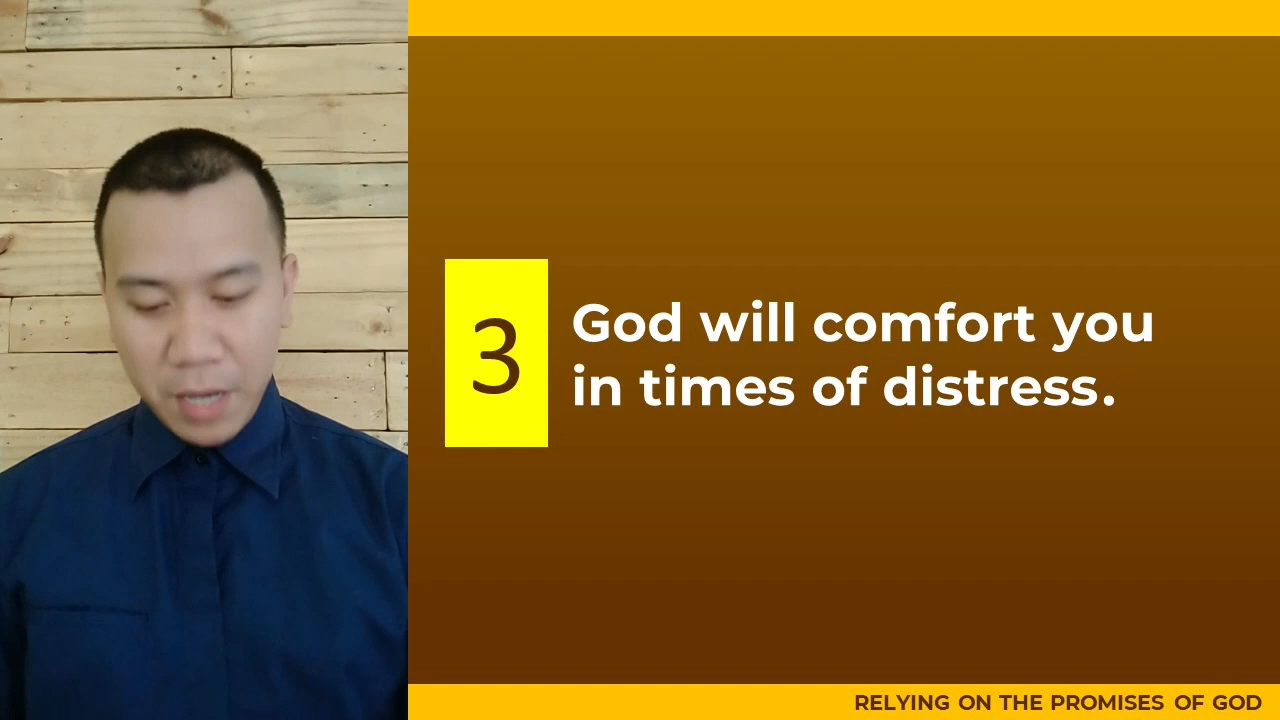 3
God will comfort you
in times of distress.
RELYING ON THE PROMISES OF GOD